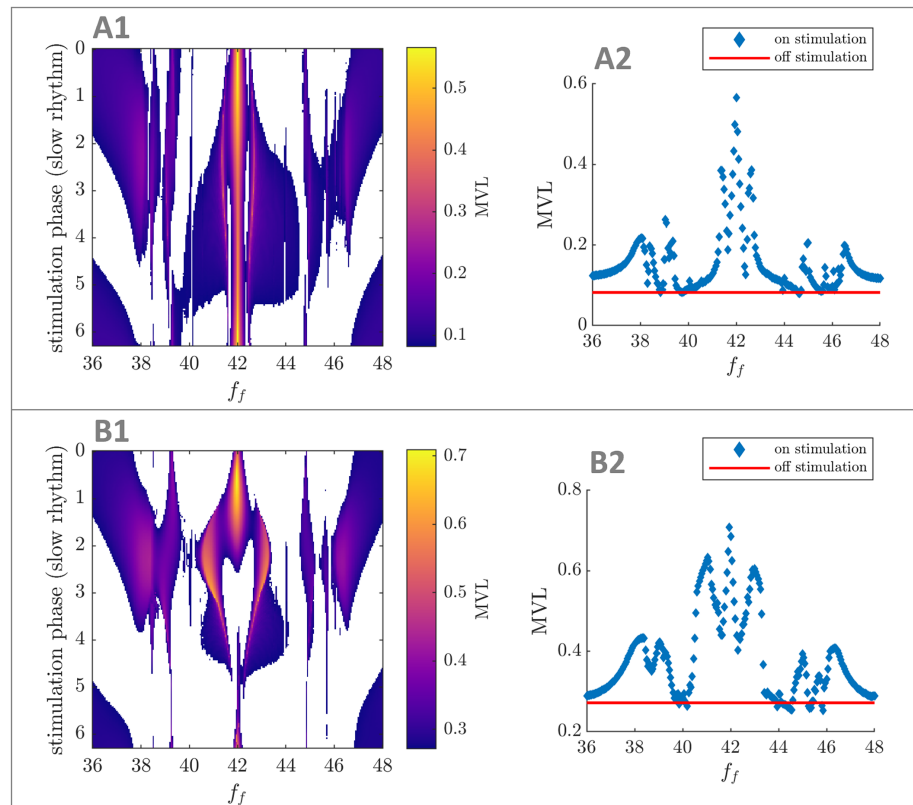 A1
0
1
2
3
4
5
6
stimulation phase (slow rhythm)
36 38 40 42 44 46 48
f_f
0.5
0.4
0.3
0.2
0.1
MVL
A2
on stimulation
off stimulation
0.6
0.4
0.2
0
MVL
36 38 40 42 44 46 48
f_f
B1
0
1
2
3
4
5
6
stimulation phase (slow rhythm)
36 38 40 42 44 46 48
f_f
0.7
0.6
0.5
0.4
0.3
MVL
B2
on stimulation
off stimulation
0.8
0.6
0.4
0.2
MVL
36 38 40 42 44 46 48
f_f